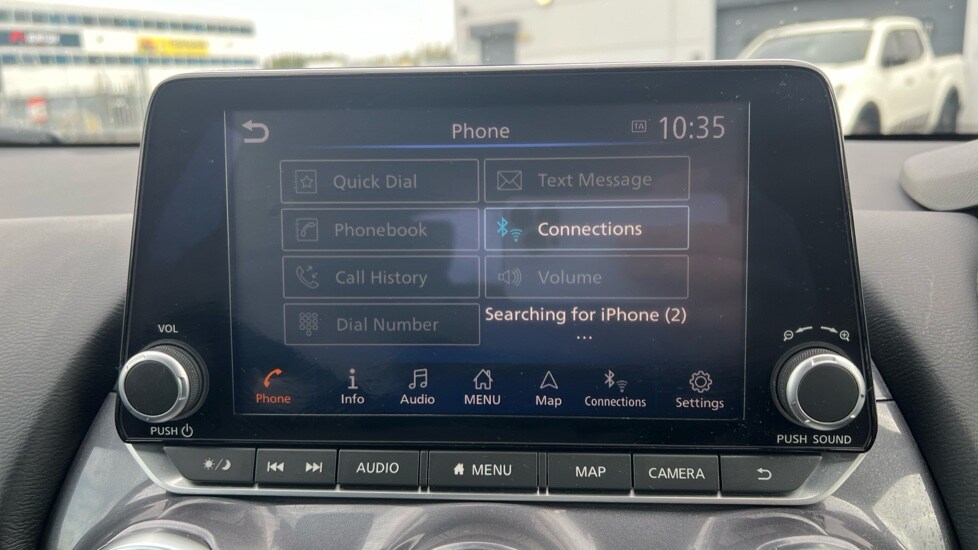 Phone
TA 10:35
Quick Dial
Text Message
Phonebook
Connections
Call History
Volume
Dial Number
Searching for iPhone (2)
...
Phone
Info
Audio
MENU
Map
Connections
Settings
VOL
PUSH
PUSH SOUND
AUDIO
MENU
MAP
CAMERA